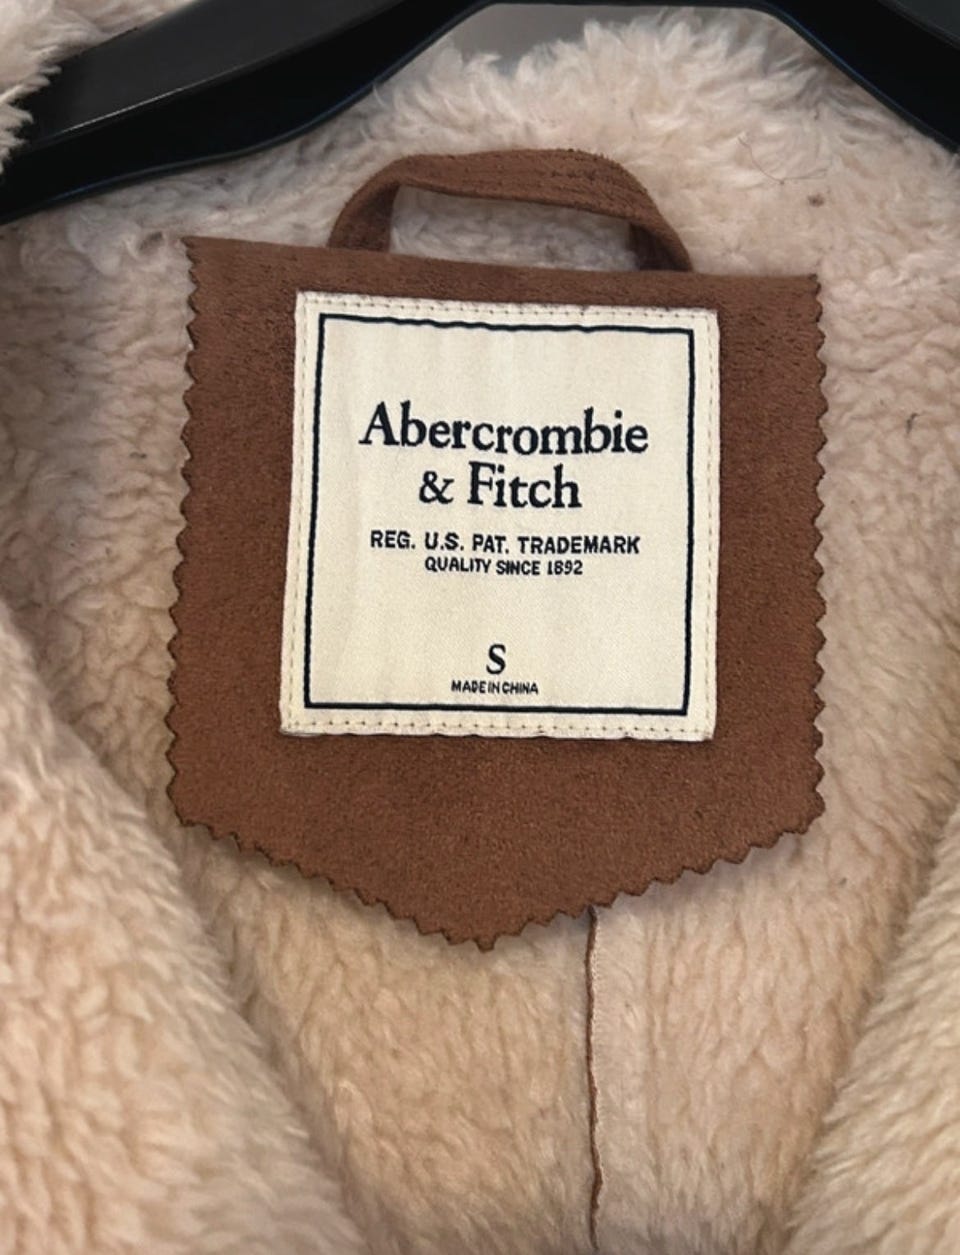 Abercrombie
& Fitch
REG. U.S. PAT. TRADEMARK
QUALITY SINCE 1892
S
MADE IN CHINA